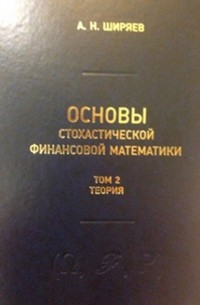 А. Н. ШИРЯЕВ
ОСНОВЫ
СТОХАСТИЧЕСКОЙ
ФИНАНСОВОЙ МАТЕМАТИКИ
ТОМ 2
ТЕОРИЯ
(Ω, ℱ, P)